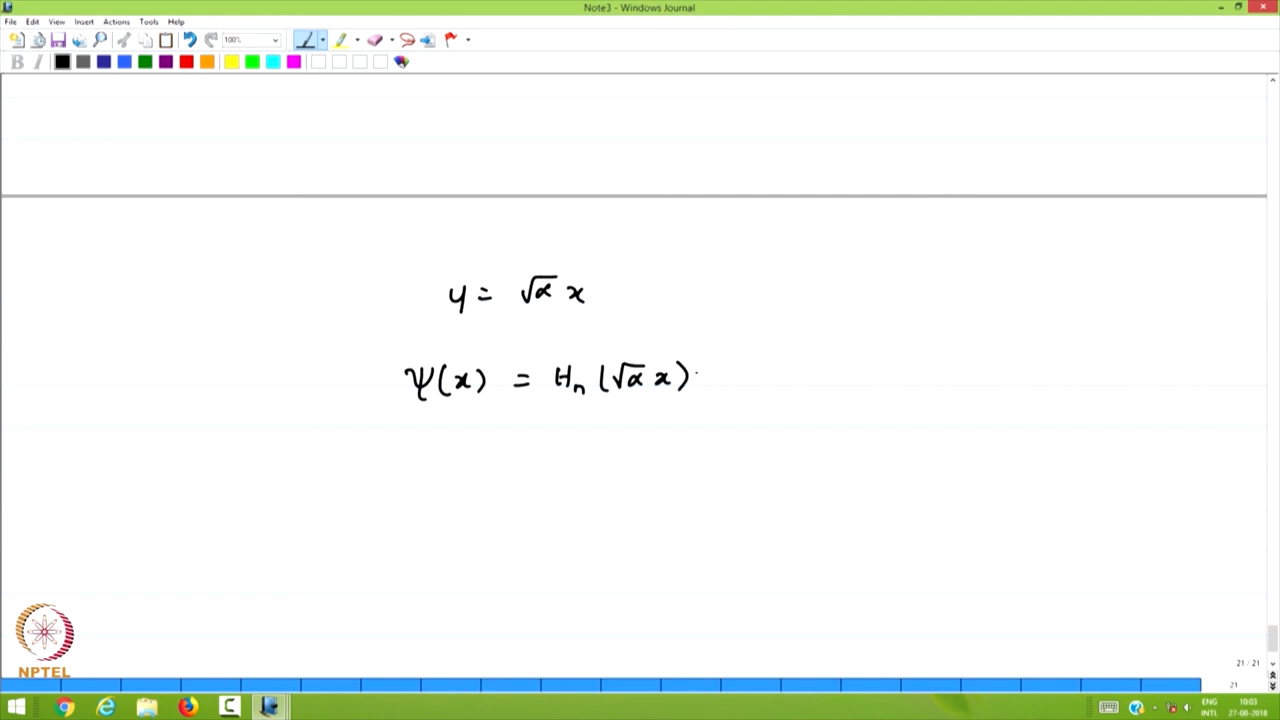 Note3 - Windows Journal
File Edit View Insert Actions Tools Help
100%
B I
y = √α x
ψ(x) = Hₙ(√α x)
NPTEL
21 / 21
21
ENG 10:03
INTL 27-06-2018